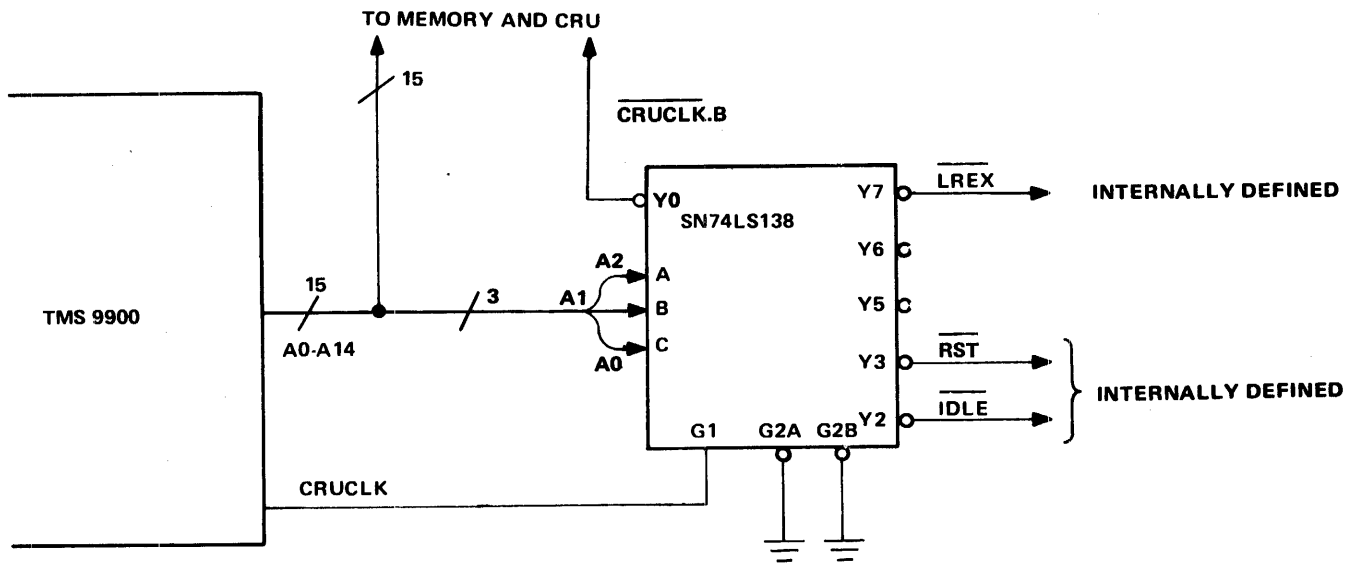 TO MEMORY AND CRU
15
CRUCLK.B
LREX
Y7
INTERNALLY DEFINED
Y0
SN74LS138
Y6
A2
A
15
3
A1
B
Y5
TMS 9900
A0-A14
C
A0
RST
Y3
INTERNALLY DEFINED
IDLE
Y2
G1
G2A
G2B
CRUCLK